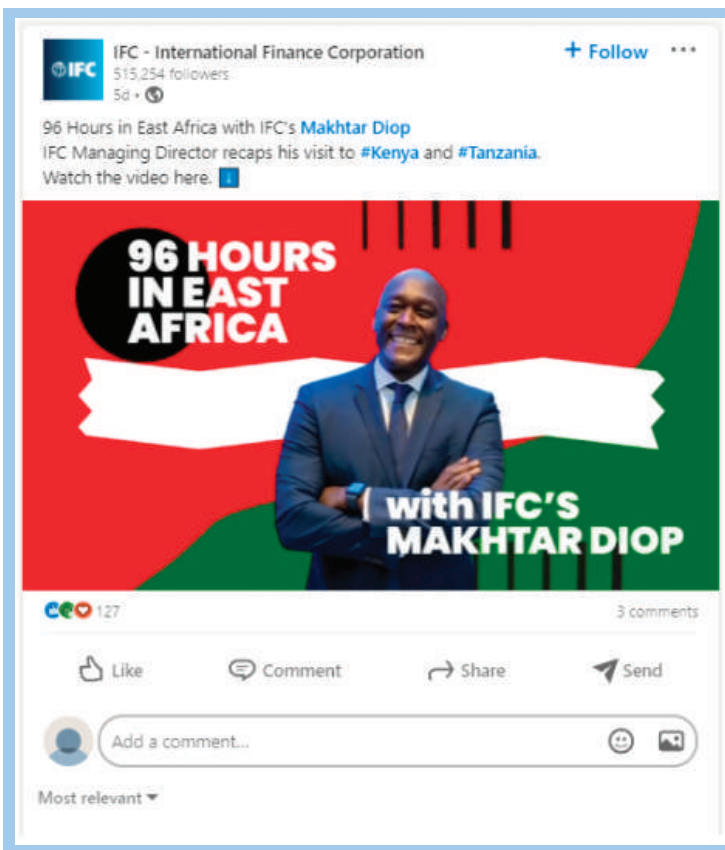 IFC
IFC - International Finance Corporation
+ Follow
515,254 followers
5d •
96 Hours in East Africa with IFC's Makhtar Diop
IFC Managing Director recaps his visit to #Kenya and #Tanzania.
Watch the video here.
96 HOURS
IN EAST
AFRICA
with IFC'S
MAKHTAR DIOP
127
3 comments
Like
Comment
Share
Send
Add a comment...
Most relevant